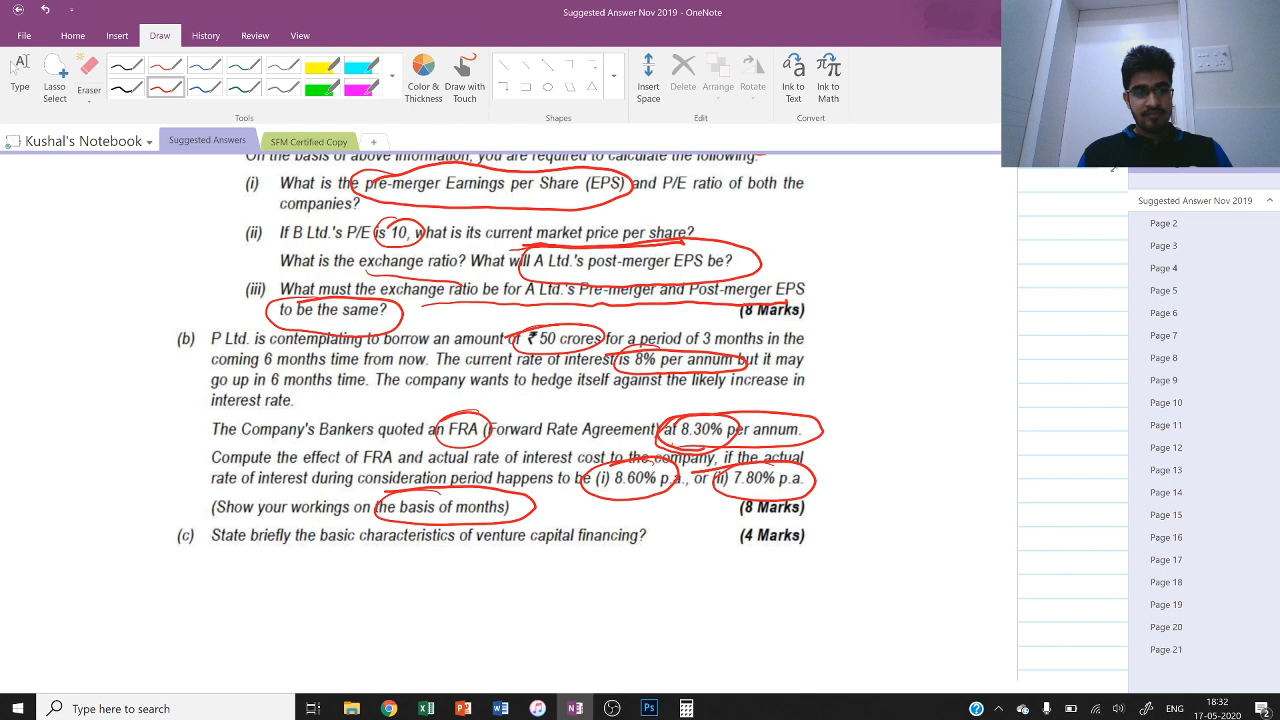 Suggested Answer Nov 2019 - OneNote
File Home Insert Draw History Review View
Type
Lasso Select
Eraser
Color & Thickness
Draw with Touch
Insert Space
Delete
Arrange
Rotate
Ink to Text
Ink to Math
Tools
Shapes
Edit
Convert
Kushal's Notebook
Suggested Answers
SFM Certified Copy
On the basis of above information, you are required to calculate the following:
(i) What is the pre-merger Earnings per Share (EPS) and P/E ratio of both the
companies?
(ii) If B Ltd.'s P/E is 10, what is its current market price per share?
What is the exchange ratio? What will A Ltd.'s post-merger EPS be?
(iii) What must the exchange ratio be for A Ltd.'s Pre-merger and Post-merger EPS
to be the same? (8 Marks)
(b) P Ltd. is contemplating to borrow an amount of ₹ 50 crores for a period of 3 months in the
coming 6 months time from now. The current rate of interest is 8% per annum but it may
go up in 6 months time. The company wants to hedge itself against the likely increase in
interest rate.
The Company's Bankers quoted an FRA (Forward Rate Agreement) at 8.30% per annum.
Compute the effect of FRA and actual rate of interest cost to the company, if the actual
rate of interest during consideration period happens to be (i) 8.60% p.a., or (ii) 7.80% p.a.
(Show your workings on the basis of months) (8 Marks)
(c) State briefly the basic characteristics of venture capital financing? (4 Marks)
Suggested Answer Nov 2019
Page 2
Page 3
Page 4
Page 5
Page 6
Page 7
Page 8
Page 9
Page 10
Page 11
Page 12
Page 13
Page 14
Page 15
Page 16
Page 17
Page 18
Page 19
Page 20
Page 21
Type here to search
ENG
18:32
17-05-2020